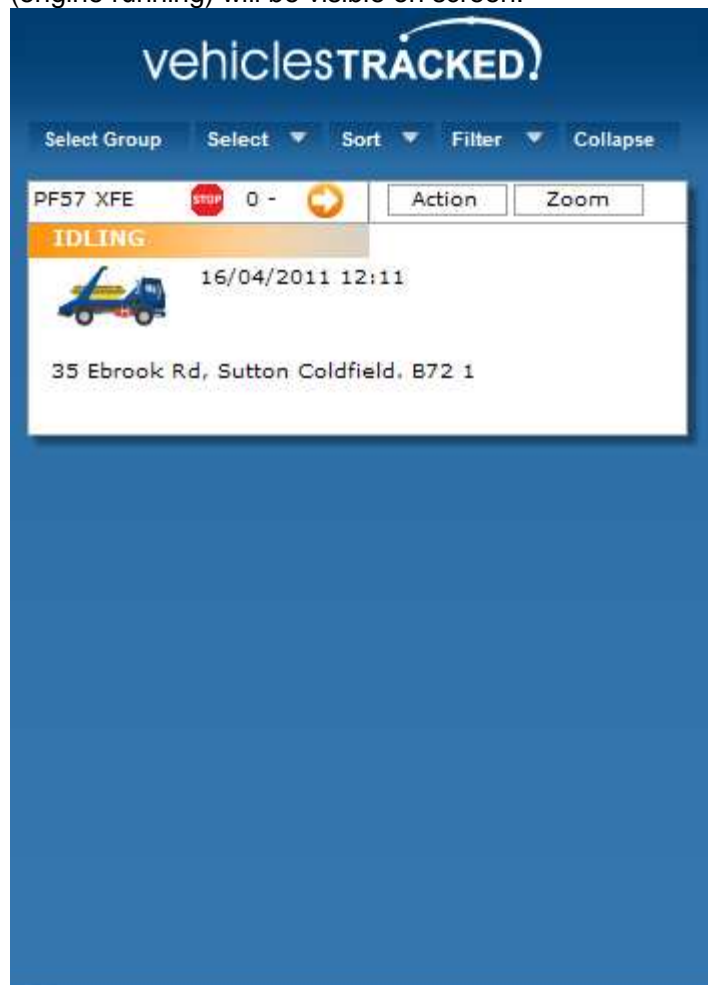 (engine running) will be visible on screen.
vehiclesTRACKED!
Select Group Select Sort Filter Collapse
PF57 XFE STOP 0 - Action Zoom
IDLING
16/04/2011 12:11
35 Ebrook Rd, Sutton Coldfield. B72 1